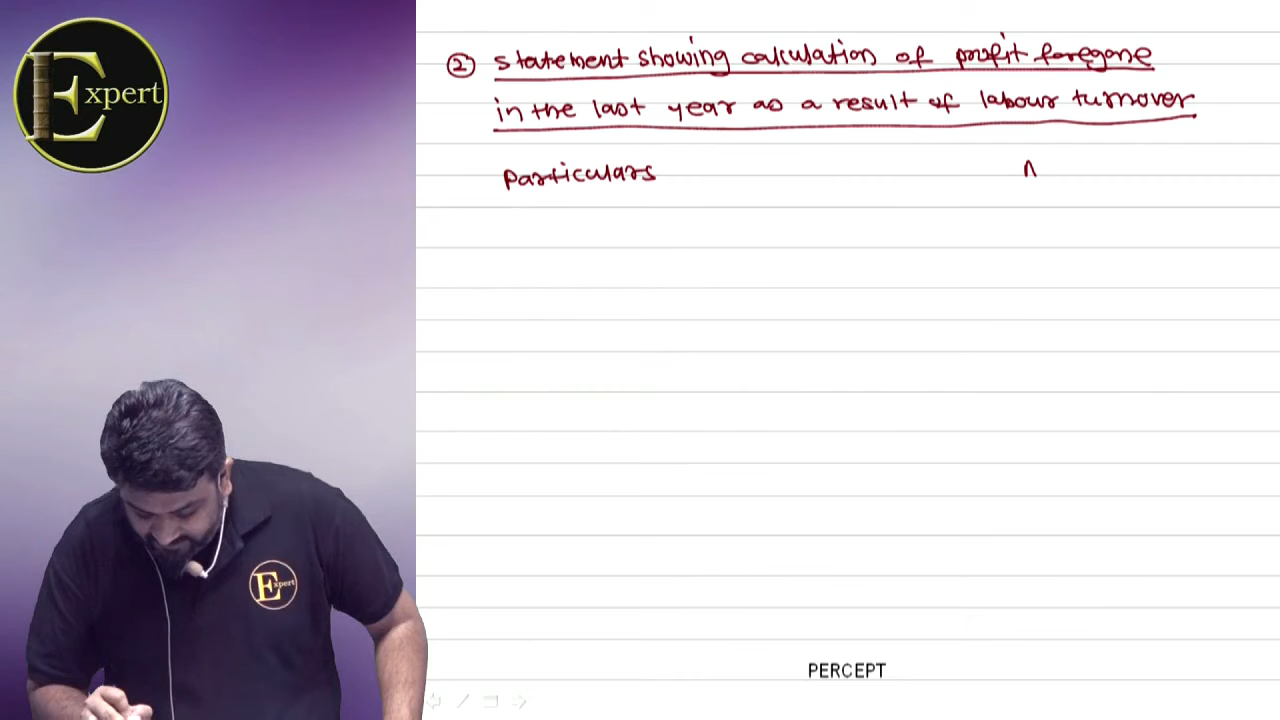 Expert
② statement showing calculation of profit foregone
in the last year as a result of labour turnover
Particulars
Expert
PERCEPT